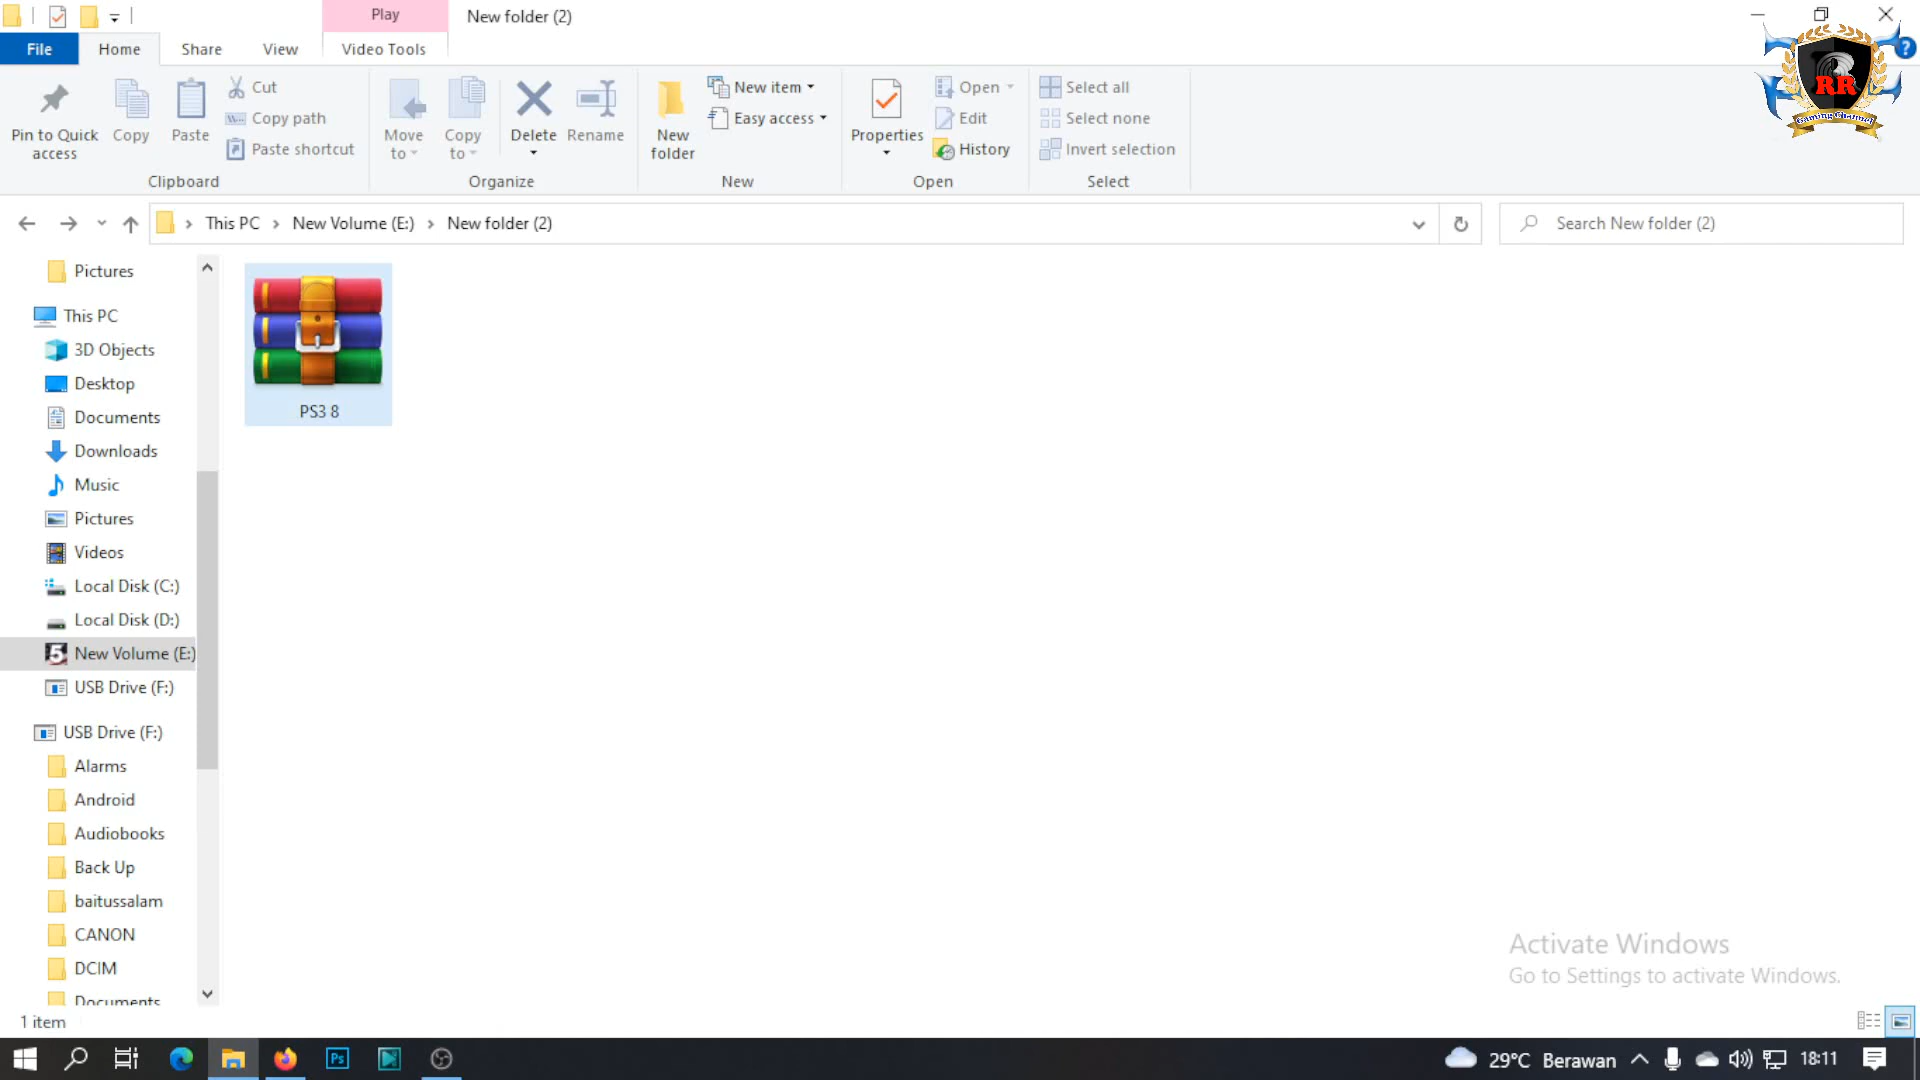 Play
New folder (2)
File
Home
Share
View
Video Tools
Pin to Quick access
Copy
Paste
Cut
Copy path
Paste shortcut
Clipboard
Move to
Copy to
Delete
Rename
Organize
New folder
New item
Easy access
New
Properties
Open
Edit
History
Open
Select all
Select none
Invert selection
Select
RR
Gaming Channel
This PC
New Volume (E:)
New folder (2)
Search New folder (2)
Pictures
This PC
3D Objects
Desktop
Documents
Downloads
Music
Pictures
Videos
Local Disk (C:)
Local Disk (D:)
New Volume (E:)
USB Drive (F:)
USB Drive (F:)
Alarms
Android
Audiobooks
Back Up
baitussalam
CANON
DCIM
Documents
PS3 8
Activate Windows
Go to Settings to activate Windows.
1 item
Ps
29°C Berawan
18:11